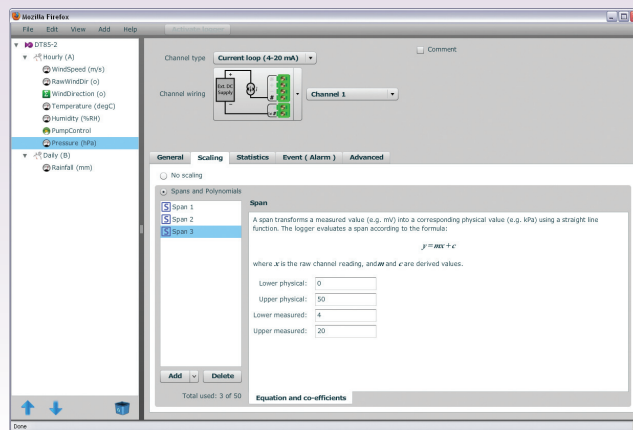 Mozilla Firefox
File Edit View Add Help
DT85-2
Hourly (A)
WindSpeed (m/s)
RawWindDir (o)
WindDirection (o)
Temperature (degC)
Humidity (%RH)
PumpControl
Pressure (hPa)
Daily (B)
Rainfall (mm)
Channel type Current loop (4-20 mA)
Comment
Channel wiring
Ext. DC
Supply
Channel 1
General Scaling Statistics Event ( Alarm ) Advanced
No scaling
Spans and Polynomials
Span 1
Span 2
Span 3
Add Delete
Total used: 3 of 50
Span
A span transforms a measured value (e.g. mV) into a corresponding physical value (e.g. kPa) using a straight line
function. The logger evaluates a span according to the formula:
y=mx+c
where x is the raw channel reading, andm and c are derived values.
Lower physical: 0
Upper physical: 50
Lower measured: 4
Upper measured: 20
Equation and co-efficients
Done